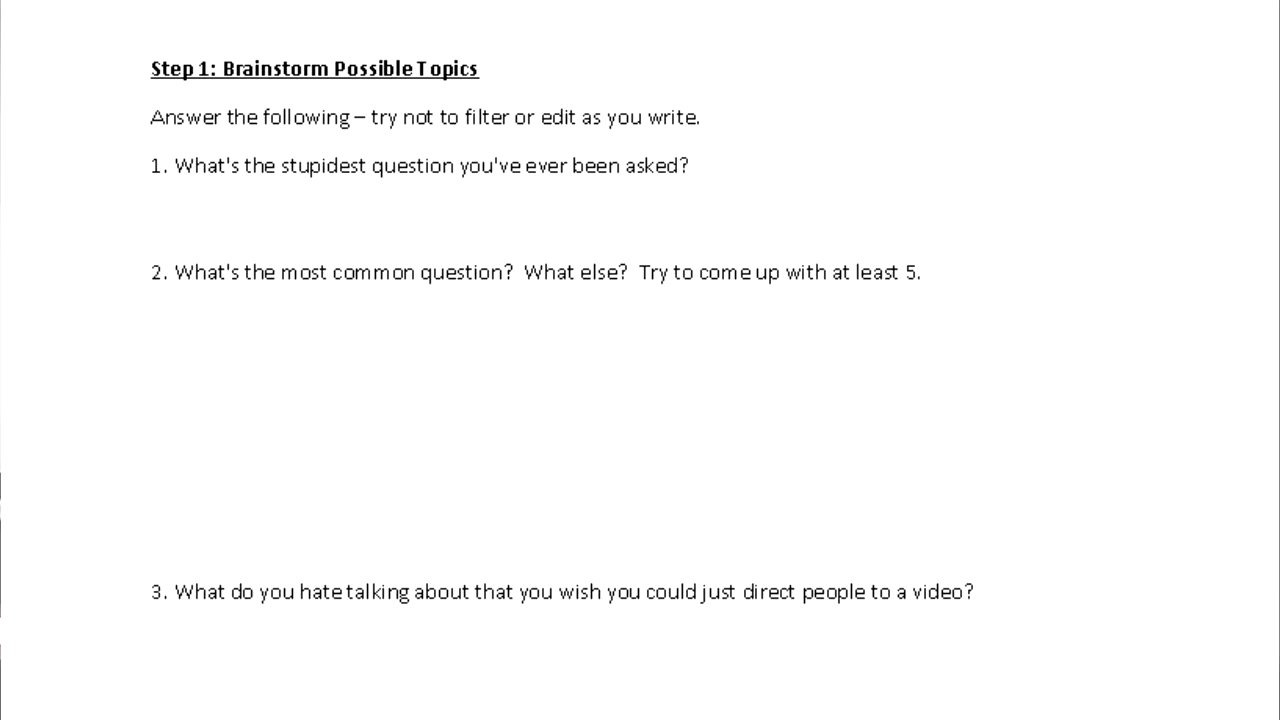 Step 1: Brainstorm Possible Topics
Answer the following – try not to filter or edit as you write.
1. What's the stupidest question you've ever been asked?
2. What's the most common question?  What else?  Try to come up with at least 5.
3. What do you hate talking about that you wish you could just direct people to a video?